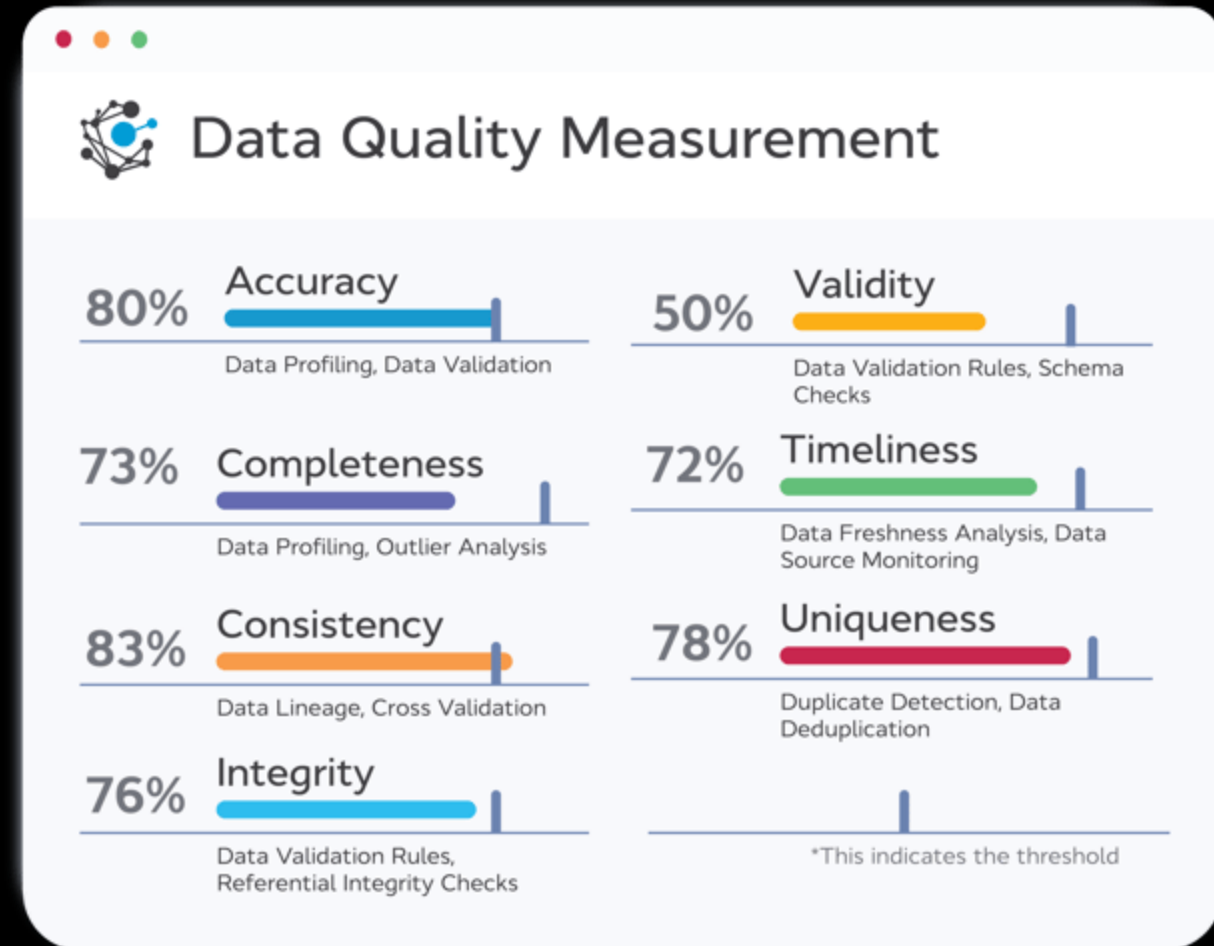 Data Quality Measurement
80%
Accuracy
Data Profiling, Data Validation
73%
Completeness
Data Profiling, Outlier Analysis
83%
Consistency
Data Lineage, Cross Validation
76%
Integrity
Data Validation Rules,
Referential Integrity Checks
50%
Validity
Data Validation Rules, Schema
Checks
72%
Timeliness
Data Freshness Analysis, Data
Source Monitoring
78%
Uniqueness
Duplicate Detection, Data
Deduplication
*This indicates the threshold